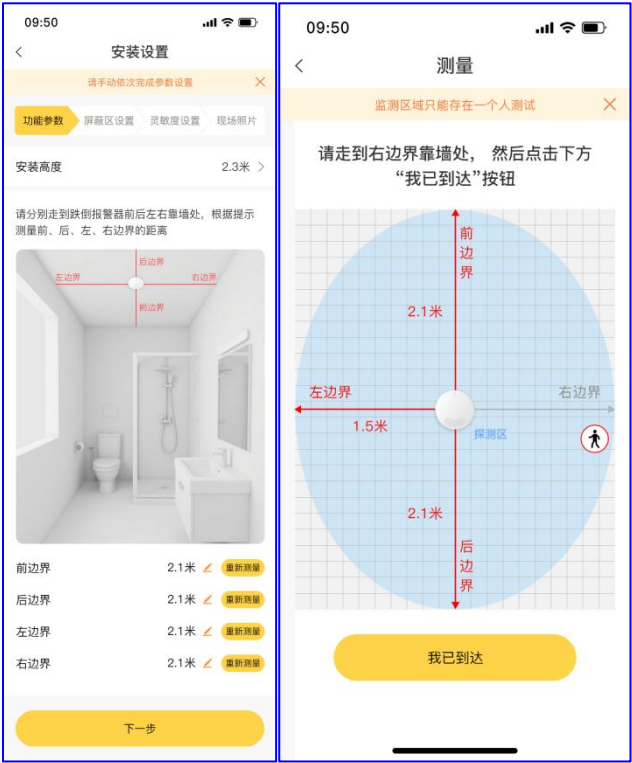 09:50
安装设置
请手动依次完成参数设置
功能参数 屏蔽区设置 灵敏度设置 现场照片
安装高度 2.3米
请分别走到跌倒报警器前后左右靠墙处，根据提示
测量前、后、左、右边界的距离
后边界
左边界 右边界
前边界
前边界 2.1米 重新测量
后边界 2.1米 重新测量
左边界 2.1米 重新测量
右边界 2.1米 重新测量
下一步
09:50
测量
监测区域只能存在一个人测试
请走到右边界靠墙处， 然后点击下方
“我已到达”按钮
前
边
界
2.1米
左边界 右边界
1.5米
探测区
2.1米
后
边
界
我已到达